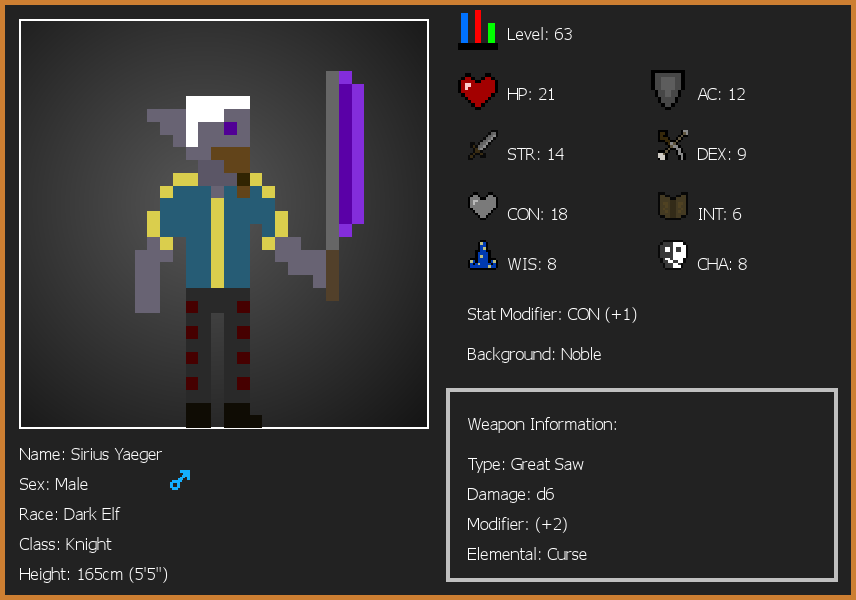 Level: 63
HP: 21
AC: 12
STR: 14
DEX: 9
CON: 18
INT: 6
WIS: 8
CHA: 8
Stat Modifier: CON (+1)
Background: Noble
Weapon Information:
Type: Great Saw
Damage: d6
Modifier: (+2)
Elemental: Curse
Name: Sirius Yaeger
Sex: Male
Race: Dark Elf
Class: Knight
Height: 165cm (5'5")